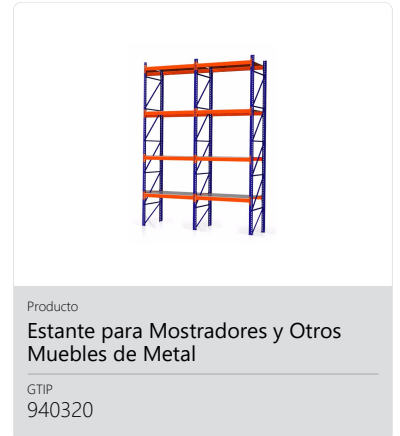 Producto
Estante para Mostradores y Otros
Muebles de Metal
GTIP
940320